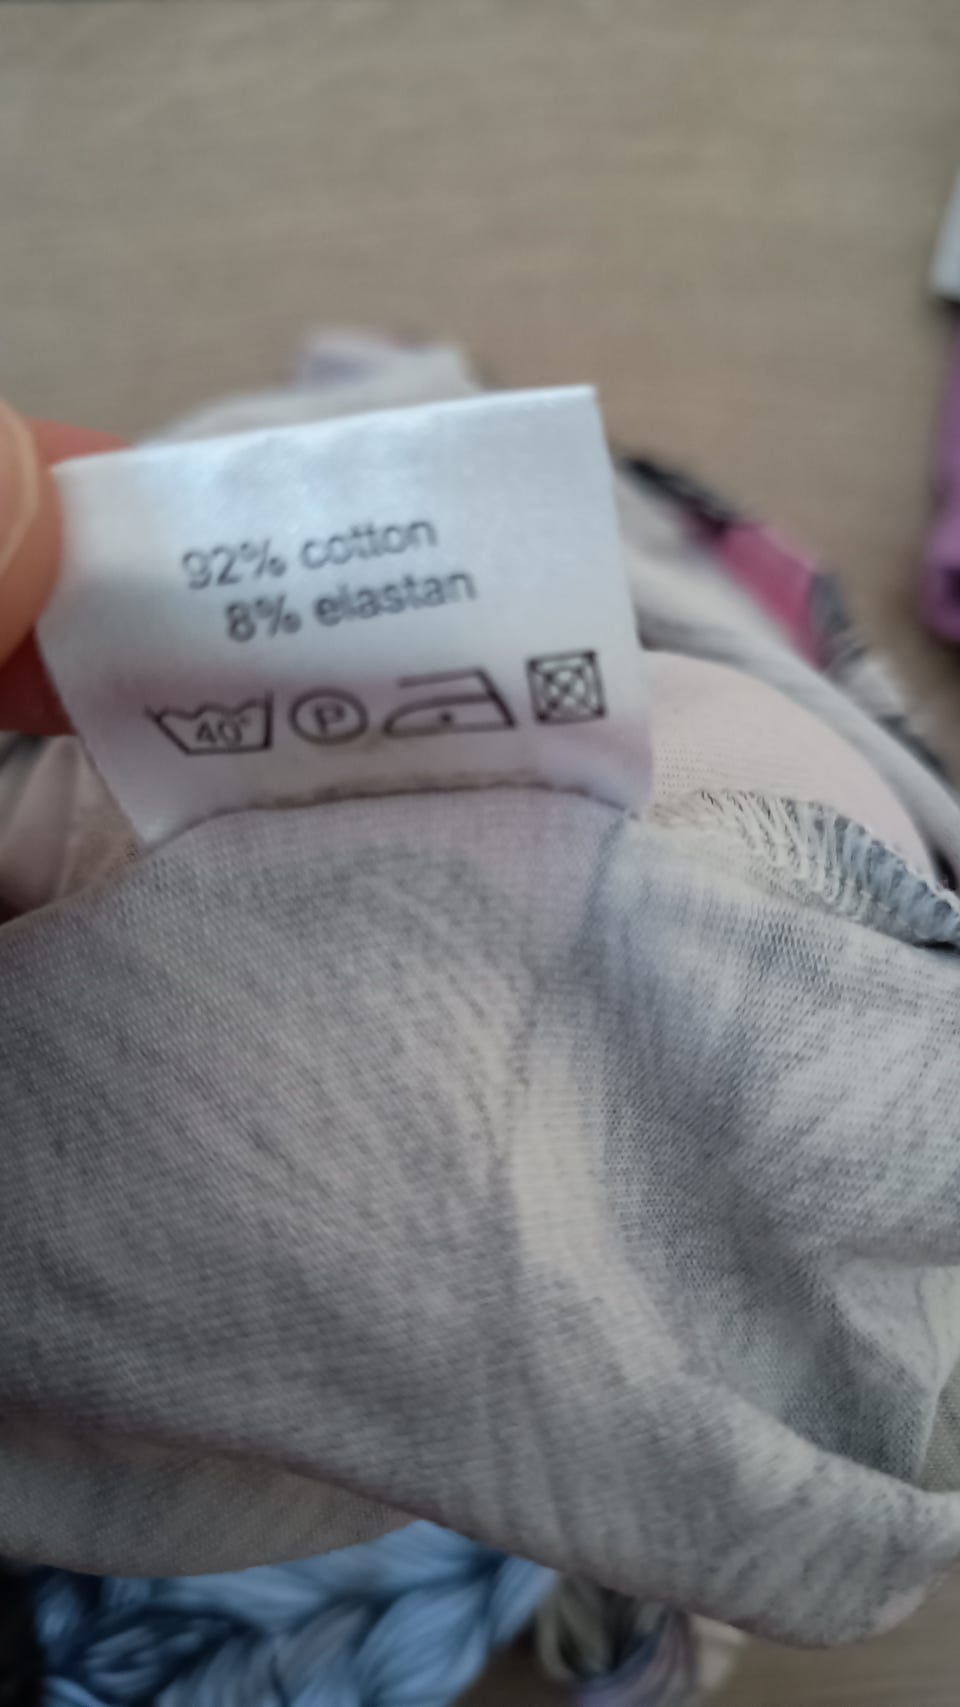 92% cotton
8% elastan
40° P